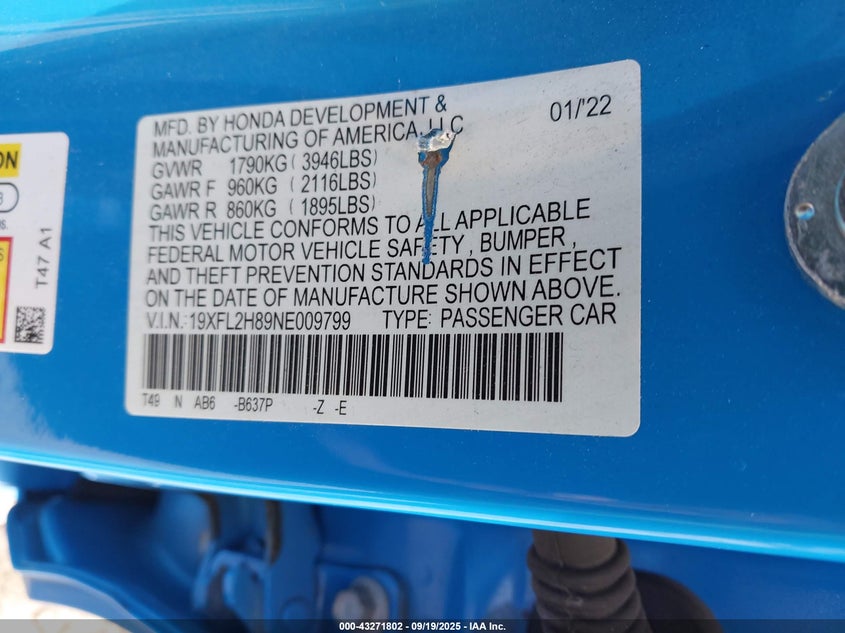 MFD. BY HONDA DEVELOPMENT &
MANUFACTURING OF AMERICA, LLC
01/'22
GVWR 1790KG ( 3946LBS)
GAWR F 960KG ( 2116LBS)
GAWR R 860KG ( 1895LBS)
THIS VEHICLE CONFORMS TO ALL APPLICABLE
FEDERAL MOTOR VEHICLE SAFETY, BUMPER,
AND THEFT PREVENTION STANDARDS IN EFFECT
ON THE DATE OF MANUFACTURE SHOWN ABOVE.
V.I.N.: 19XFL2H89NE009799 TYPE: PASSENGER CAR
T49 N AB6 -B637P -Z -E
T47 A1
000-43271802 - 09/19/2025 - IAA Inc.